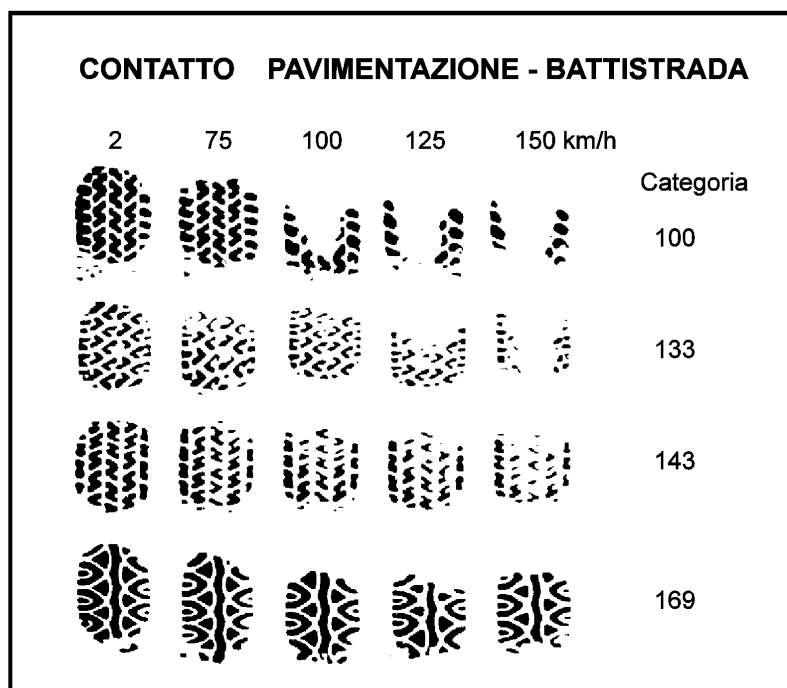 CONTATTO PAVIMENTAZIONE - BATTISTRADA
2 75 100 125 150 km/h
Categoria
100
133
143
169